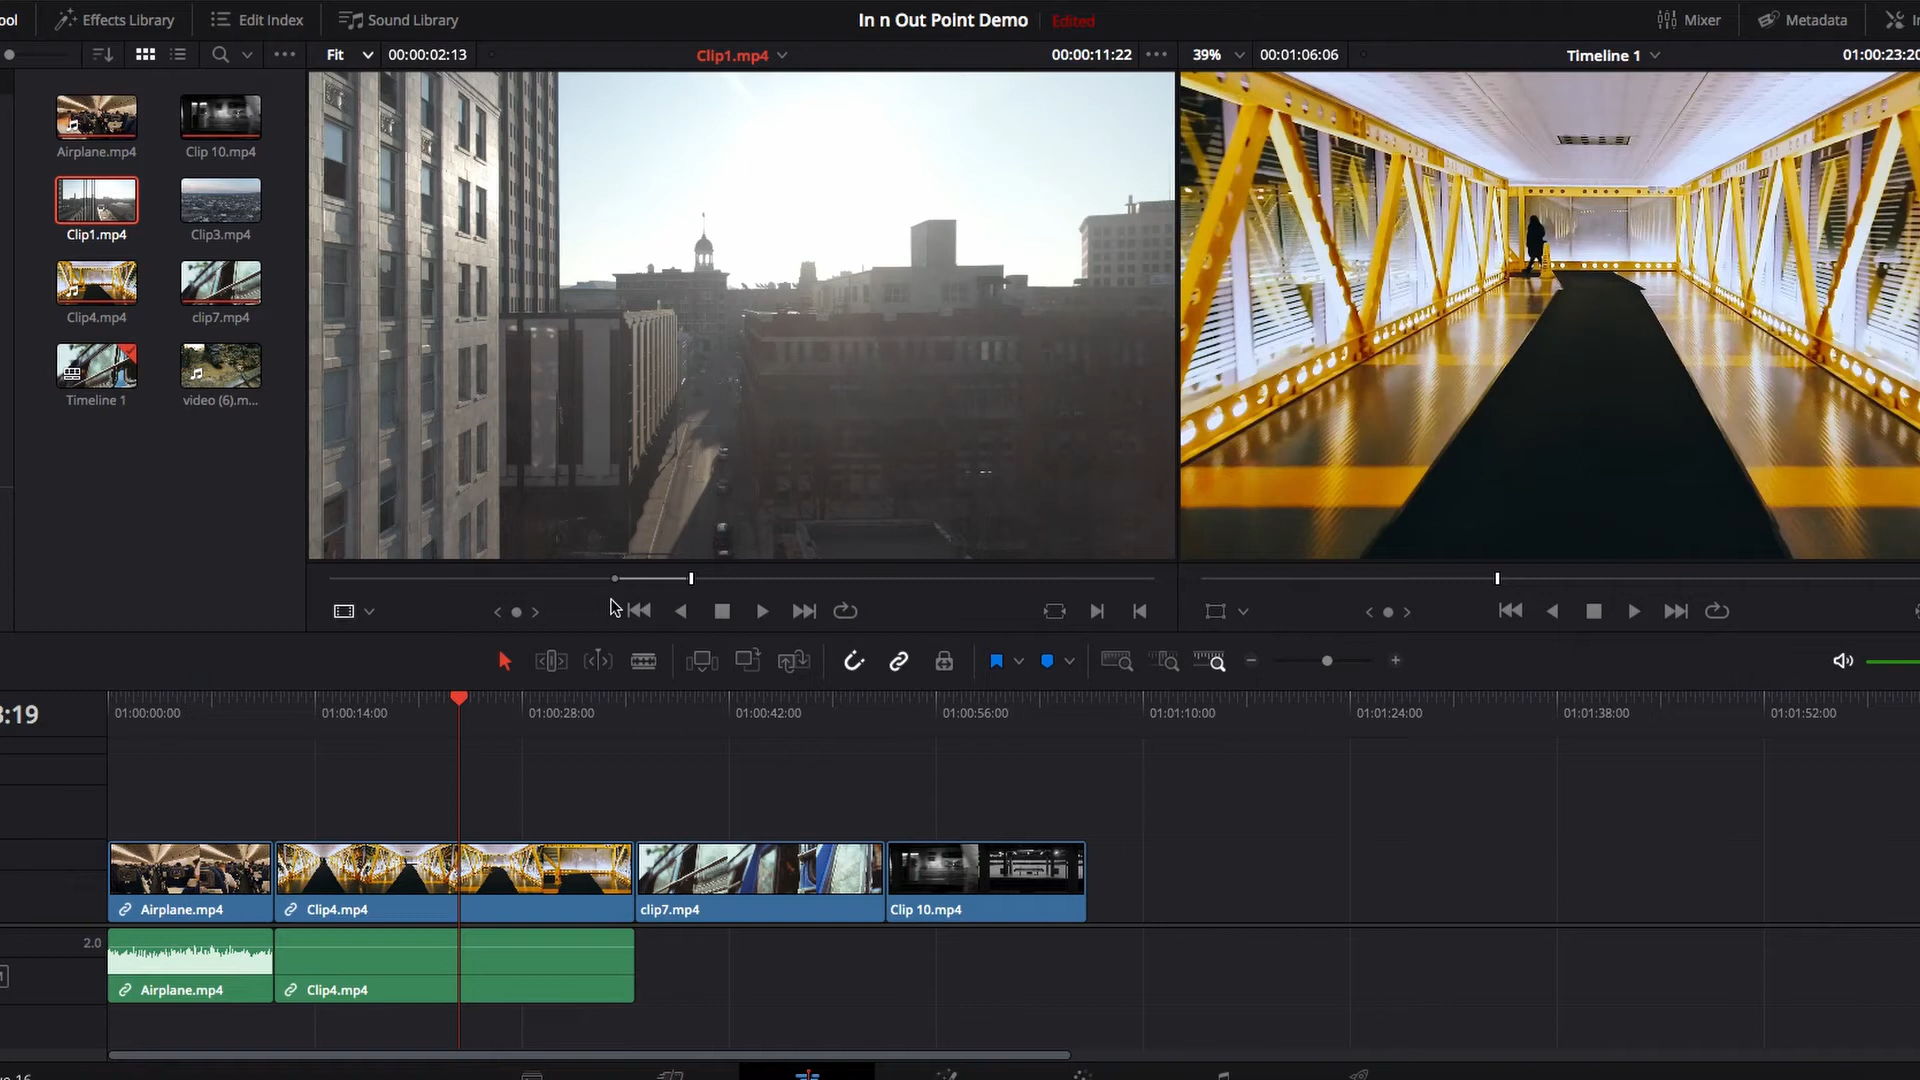 ool
Effects Library
Edit Index
Sound Library
In n Out Point Demo
Edited
Mixer
Metadata
In
Fit
00:00:02:13
Clip1.mp4
00:00:11:22
39%
00:01:06:06
Timeline 1
01:00:23:20
Airplane.mp4
Clip 10.mp4
Clip1.mp4
Clip3.mp4
Clip4.mp4
clip7.mp4
Timeline 1
video (6).m...
3:19
01:00:00:00
01:00:14:00
01:00:28:00
01:00:42:00
01:00:56:00
01:01:10:00
01:01:24:00
01:01:38:00
01:01:52:00
Airplane.mp4
Clip4.mp4
clip7.mp4
Clip 10.mp4
2.0
M
Airplane.mp4
Clip4.mp4